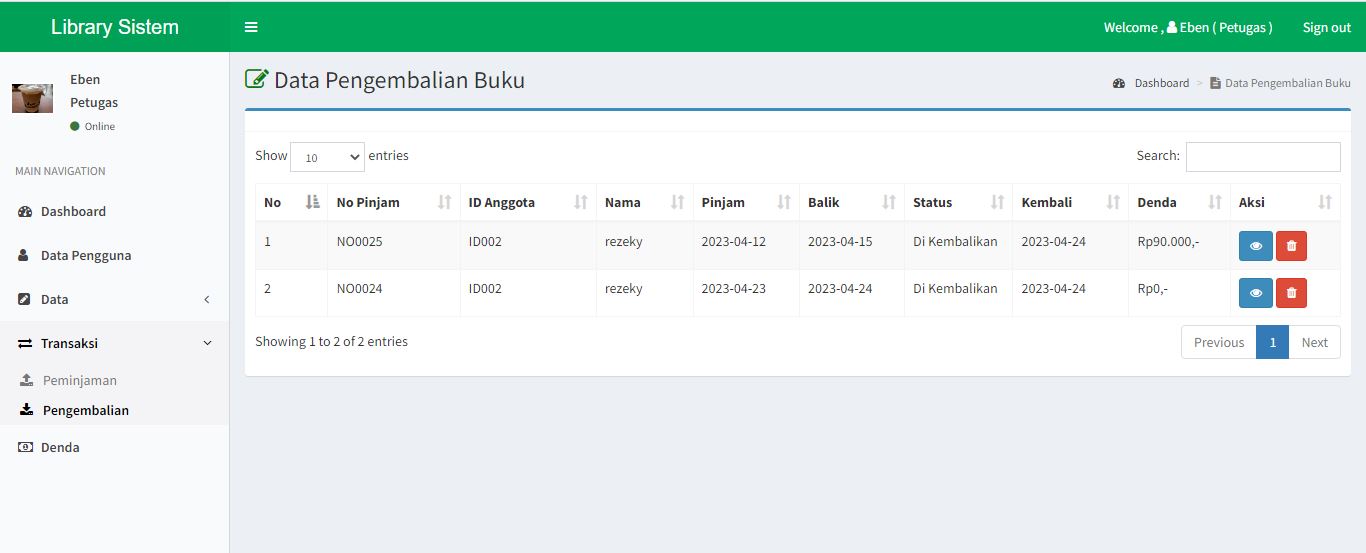 Library Sistem
Welcome , Eben ( Petugas )
Sign out
Eben
Petugas
Online
MAIN NAVIGATION
Dashboard
Data Pengguna
Data
Transaksi
Peminjaman
Pengembalian
Denda
Data Pengembalian Buku
Dashboard > Data Pengembalian Buku
Show 10 entries
Search:
No No Pinjam ID Anggota Nama Pinjam Balik Status Kembali Denda Aksi
1 NO0025 ID002 rezeky 2023-04-12 2023-04-15 Di Kembalikan 2023-04-24 Rp90.000,-
2 NO0024 ID002 rezeky 2023-04-23 2023-04-24 Di Kembalikan 2023-04-24 Rp0,-
Showing 1 to 2 of 2 entries
Previous 1 Next